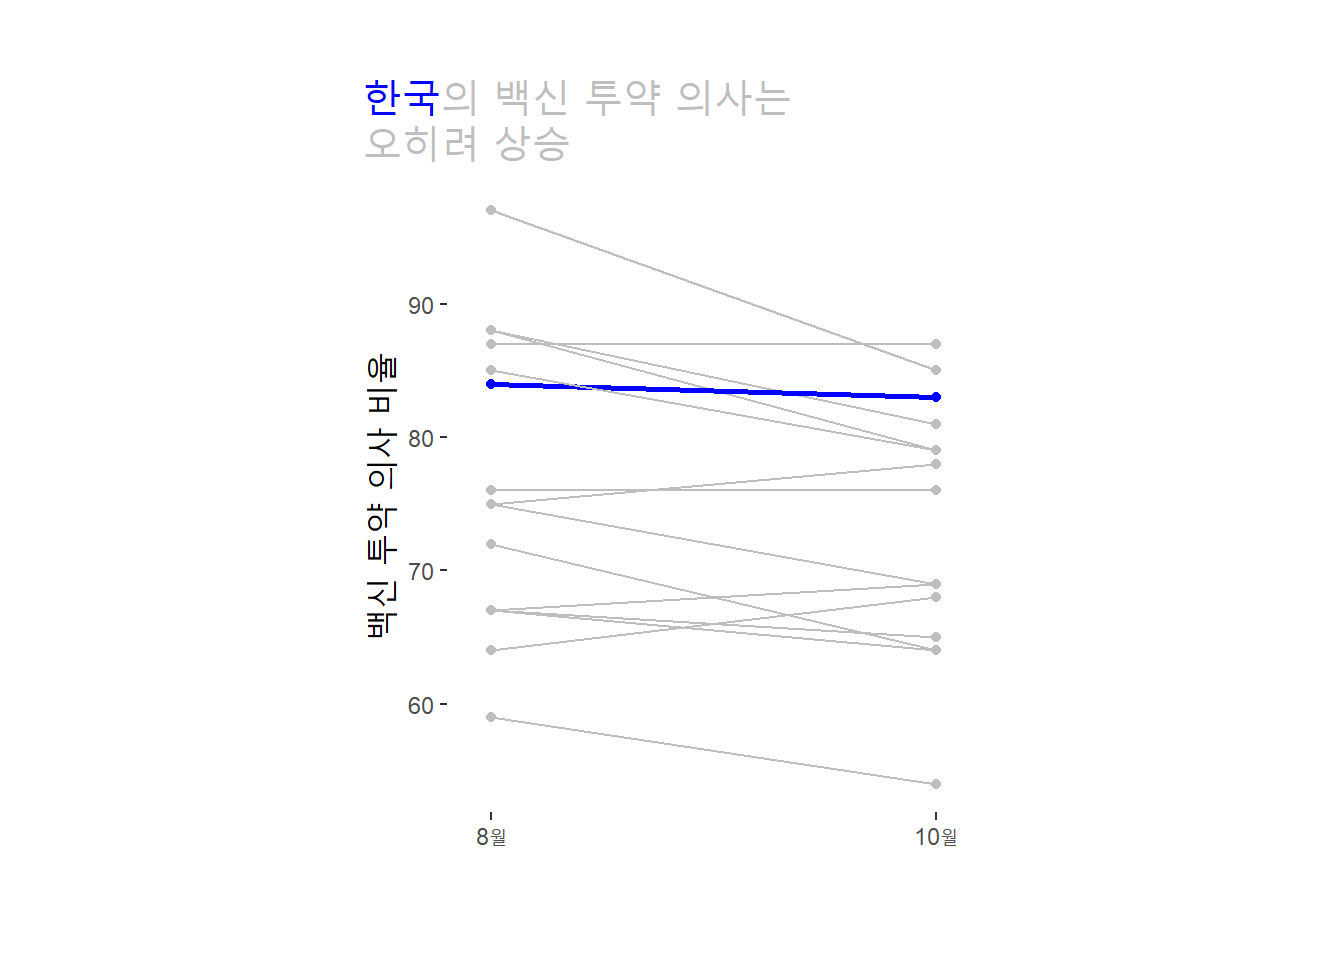 한국의 백신 투약 의사는
오히려 상승
백신 투약 의사 비율
90
80
70
60
8월
10월